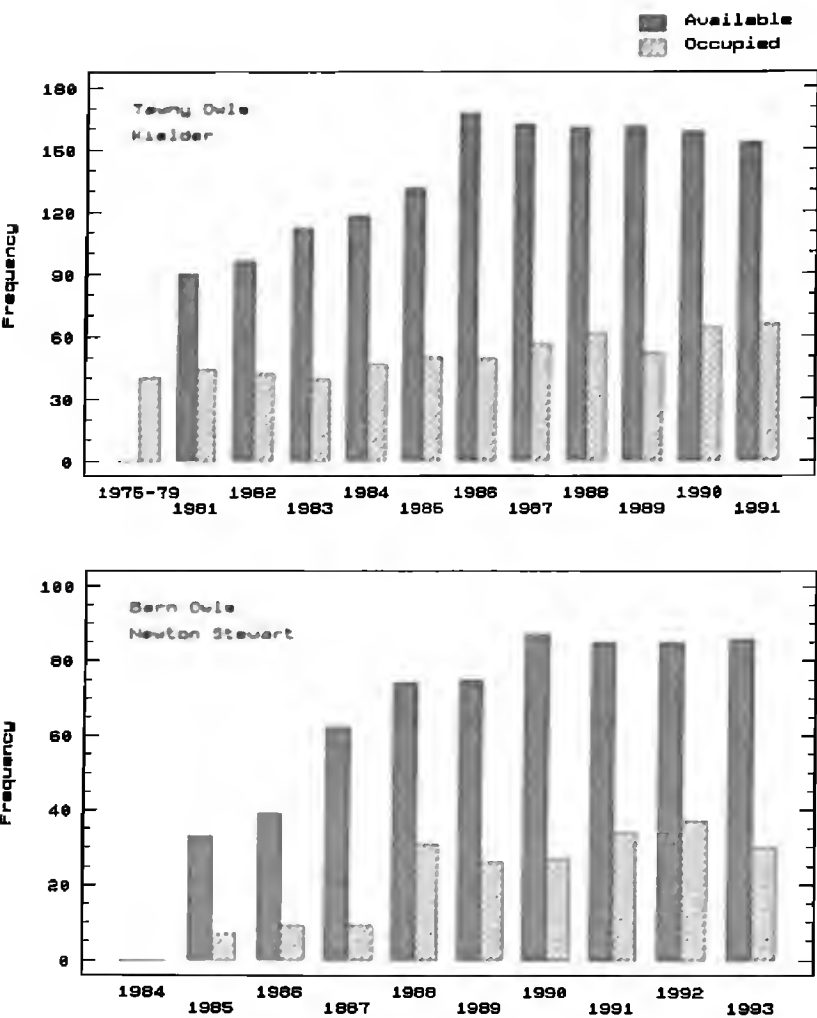 Available
Occupied
180
150
120
90
60
30
0
Frequency
Tawny Owls
Kielder
1975-79 1981 1982 1983 1984 1985 1986 1987 1988 1989 1990 1991
100
80
60
40
20
0
Frequency
Barn Owls
Newton Stewart
1984 1985 1986 1887 1988 1989 1990 1991 1992 1993